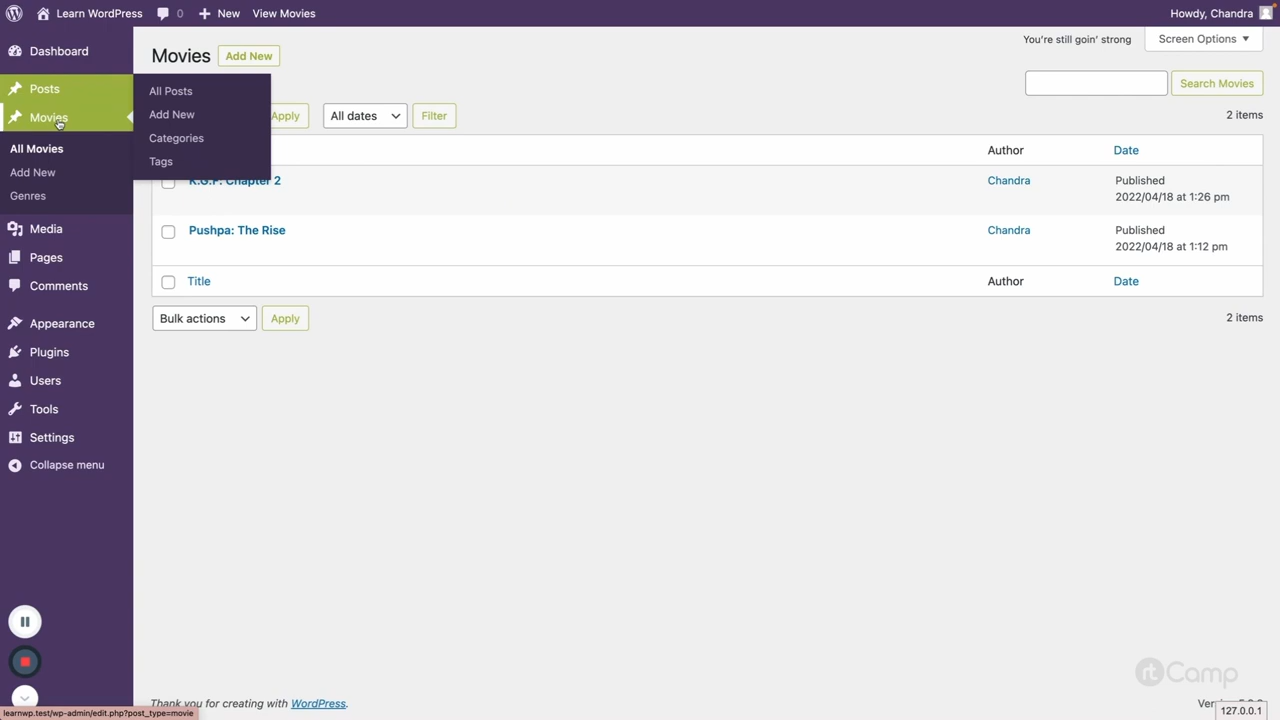 Learn WordPress
0
New
View Movies
Howdy, Chandra
Dashboard
Posts
Movies
All Movies
Add New
Genres
Media
Pages
Comments
Appearance
Plugins
Users
Tools
Settings
Collapse menu
All Posts
Add New
Categories
Tags
Movies
Add New
You're still goin' strong
Screen Options
Search Movies
Apply
All dates
Filter
2 items
Author
Date
K.G.F: Chapter 2
Chandra
Published
2022/04/18 at 1:26 pm
Pushpa: The Rise
Chandra
Published
2022/04/18 at 1:12 pm
Title
Author
Date
Bulk actions
Apply
2 items
rtCamp
Thank you for creating with WordPress.
127.0.0.1
learnwp.test/wp-admin/edit.php?post_type=movie